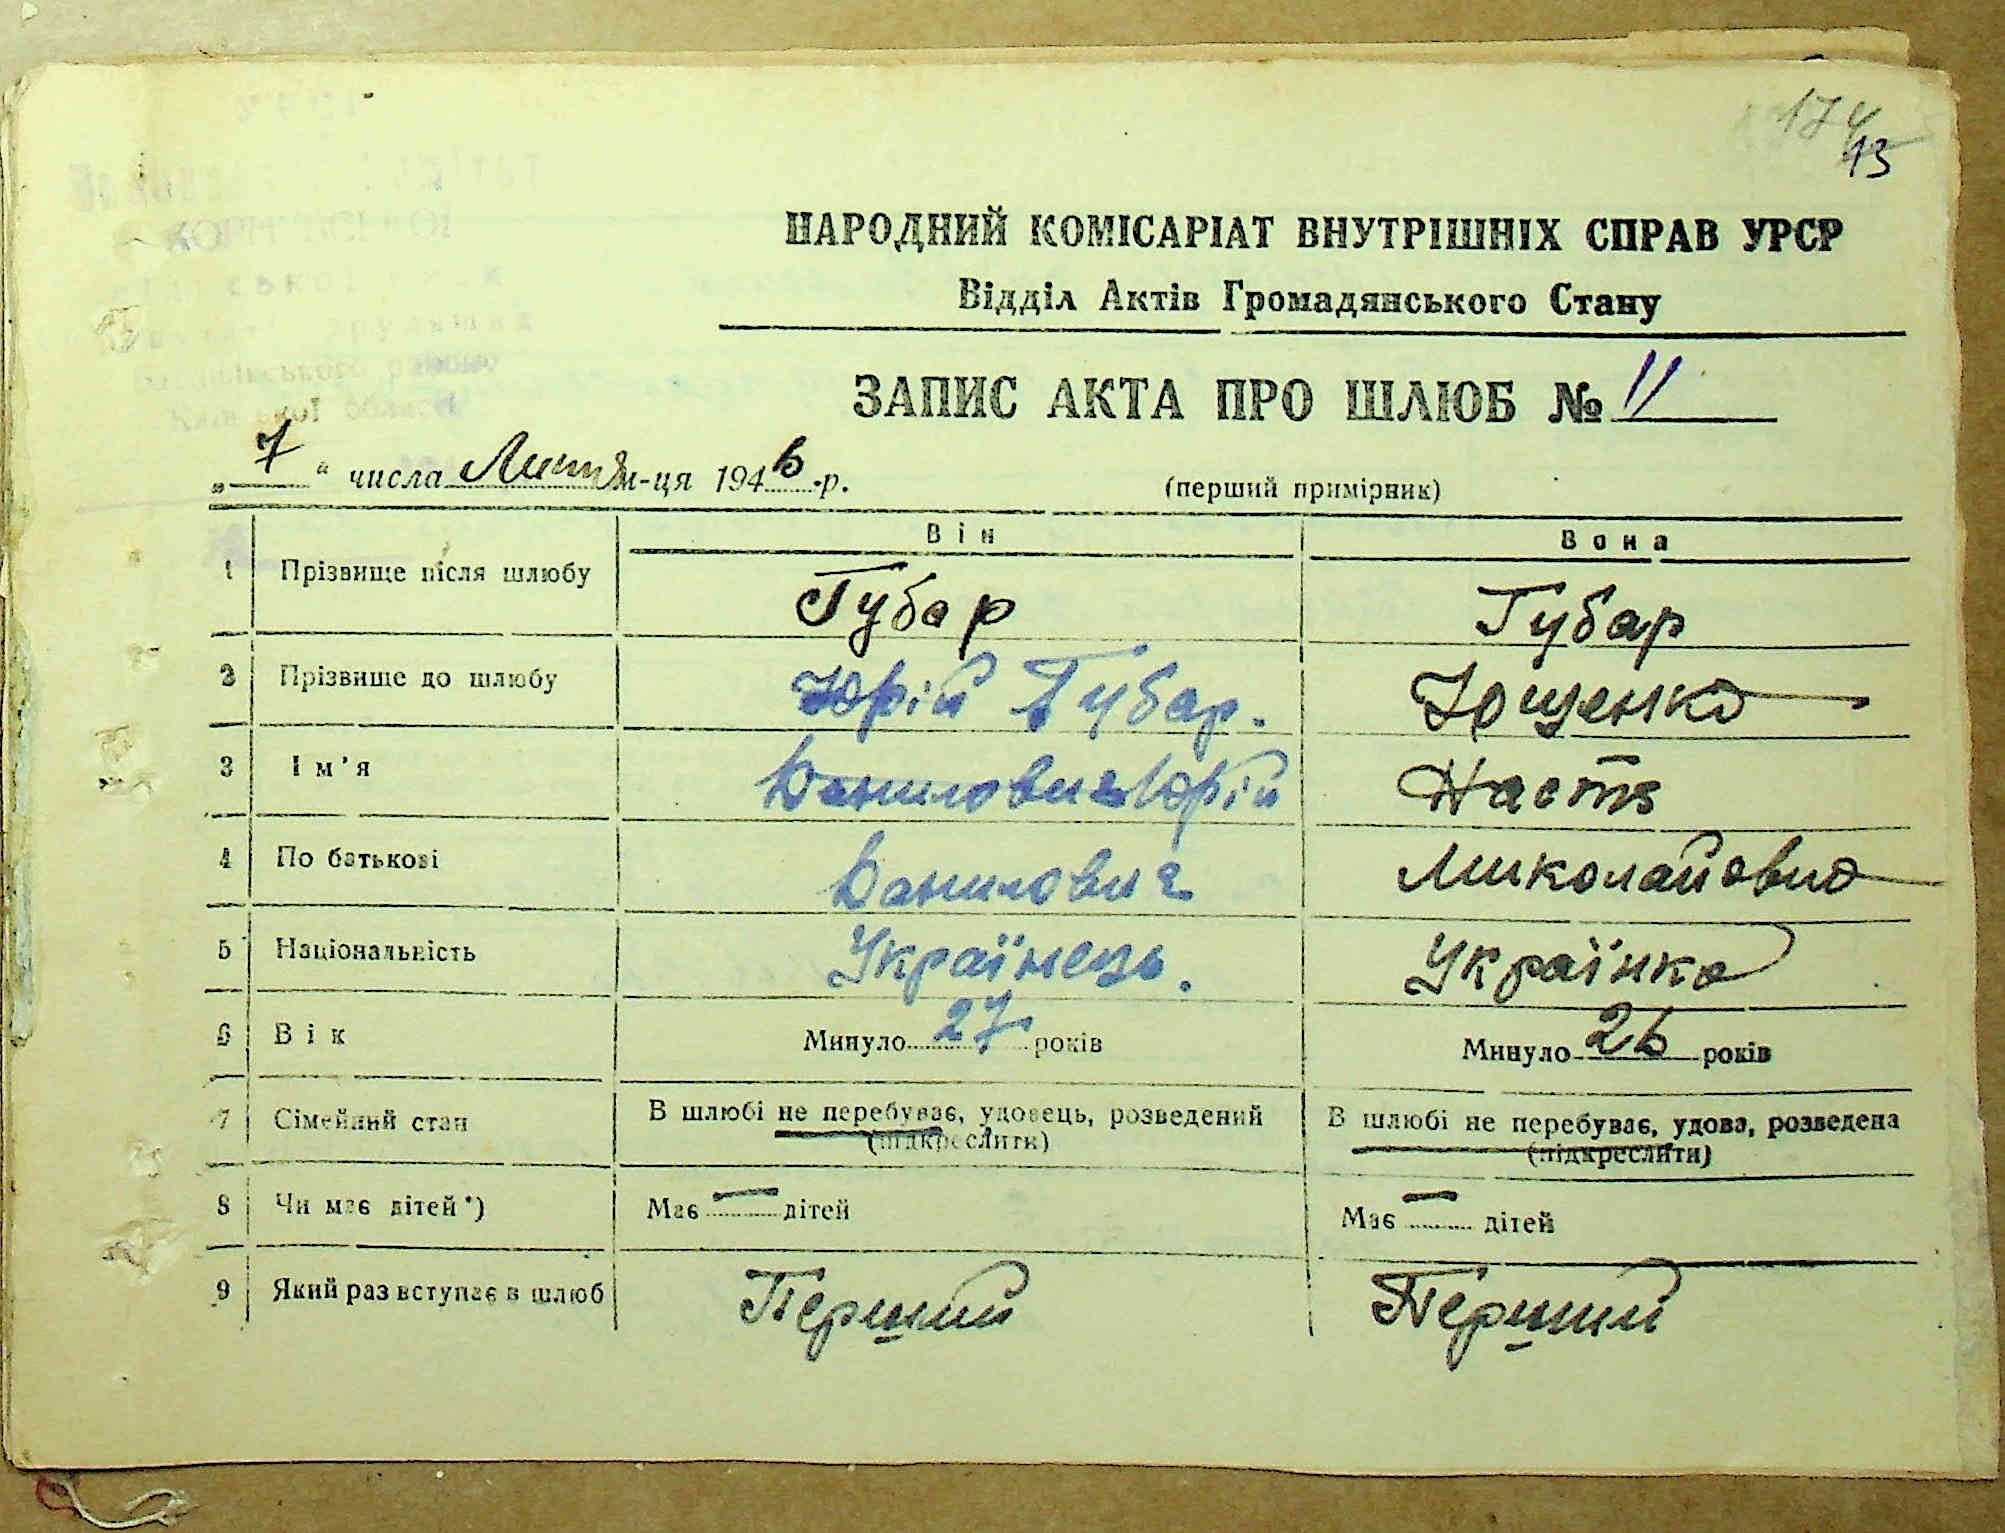 174
13
НАРОДНИЙ КОМІСАРІАТ ВНУТРІШНІХ СПРАВ УРСР
Відділ Актів Громадянського Стану
ЗАПИС АКТА ПРО ШЛЮБ № 11
„ 7 " числа Лют м-ця 1946 р.
(перший примірник)
Він Вона
1 Прізвище після шлюбу Губар Губар
2 Прізвище до шлюбу Юрій Губар. Ющенко
3 Ім'я Данилович Юрій Настя
4 По батькові Данилович Миколайовна
5 Національність Українець. Українка
6 Вік Минуло 27 років Минуло 26 років
7 Сімейний стан В шлюбі не перебуває, удовець, розведений В шлюбі не перебуває, удова, розведена
(підкреслити) (підкреслити)
8 Чи має дітей*) Має — дітей Має — дітей
9 Який раз вступає в шлюб Перший Перший